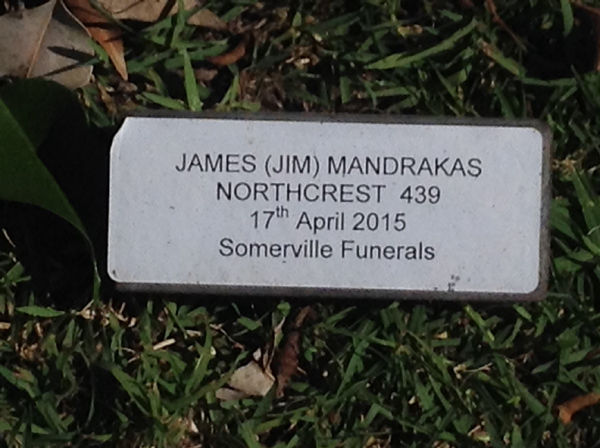 JAMES (JIM) MANDRAKAS
NORTHCREST 439
17th April 2015
Somerville Funerals